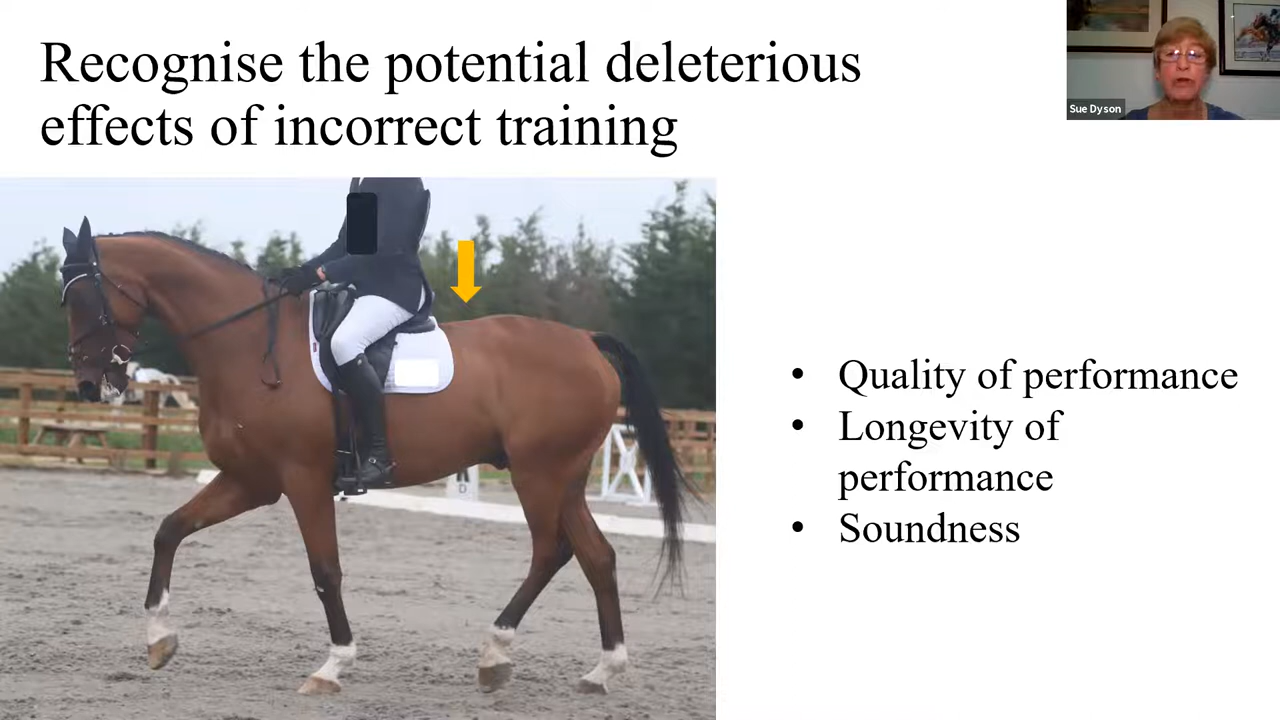 Recognise the potential deleterious
effects of incorrect training
Sue Dyson
D
• Quality of performance
• Longevity of
performance
• Soundness